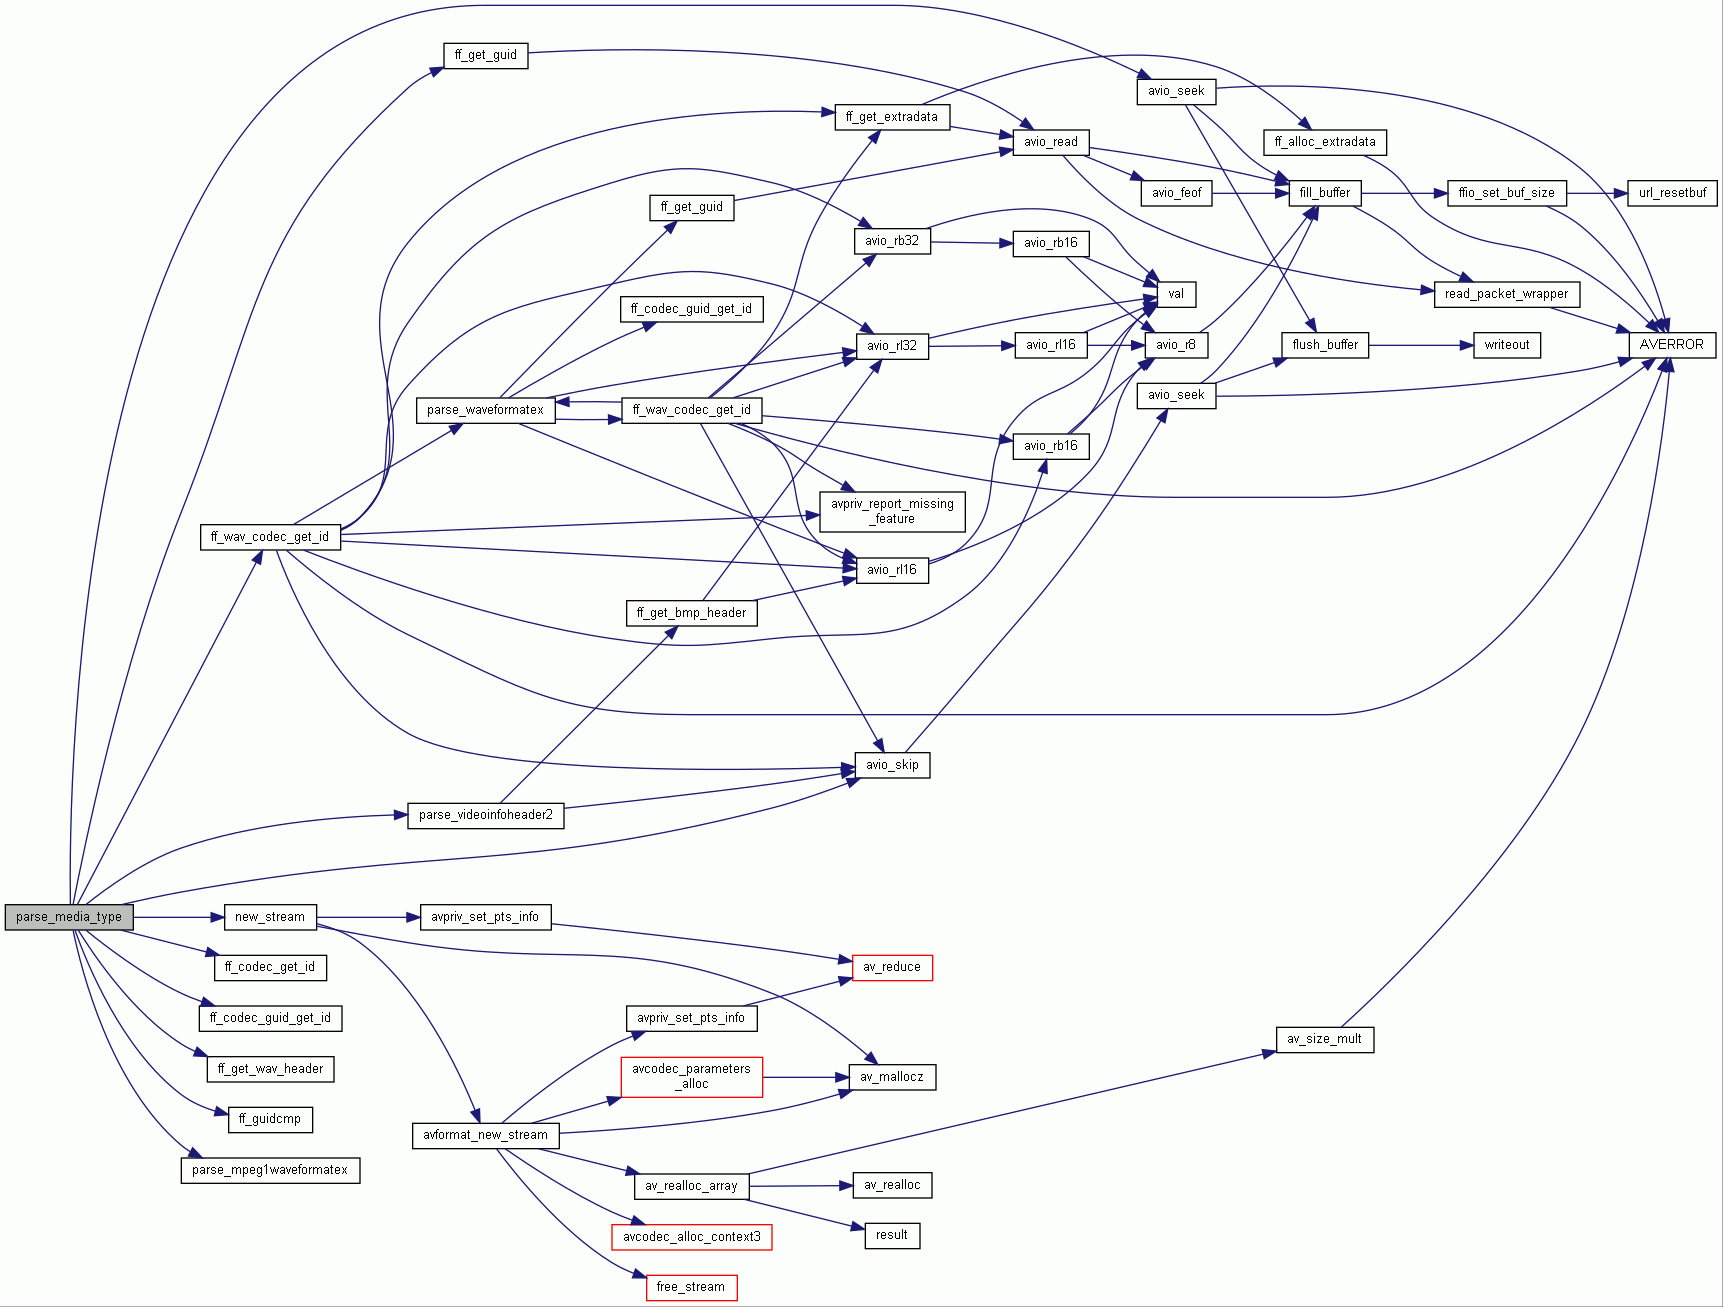 ff_get_guid
avio_seek
ff_get_extradata
avio_read
ff_alloc_extradata
avio_feof
fill_buffer
ffio_set_buf_size
url_resetbuf
ff_get_guid
avio_rb32
avio_rb16
val
read_packet_wrapper
ff_codec_guid_get_id
avio_rl32
avio_rl16
avio_r8
flush_buffer
writeout
AVERROR
parse_waveformatex
ff_wav_codec_get_id
avio_seek
avio_rb16
avpriv_report_missing
_feature
ff_wav_codec_get_id
avio_rl16
ff_get_bmp_header
avio_skip
parse_videoinfoheader2
parse_media_type
new_stream
avpriv_set_pts_info
ff_codec_get_id
av_reduce
ff_codec_guid_get_id
avpriv_set_pts_info
av_size_mult
ff_get_wav_header
avcodec_parameters
_alloc
av_mallocz
ff_guidcmp
avformat_new_stream
parse_mpeg1waveformatex
av_realloc_array
av_realloc
avcodec_alloc_context3
result
free_stream